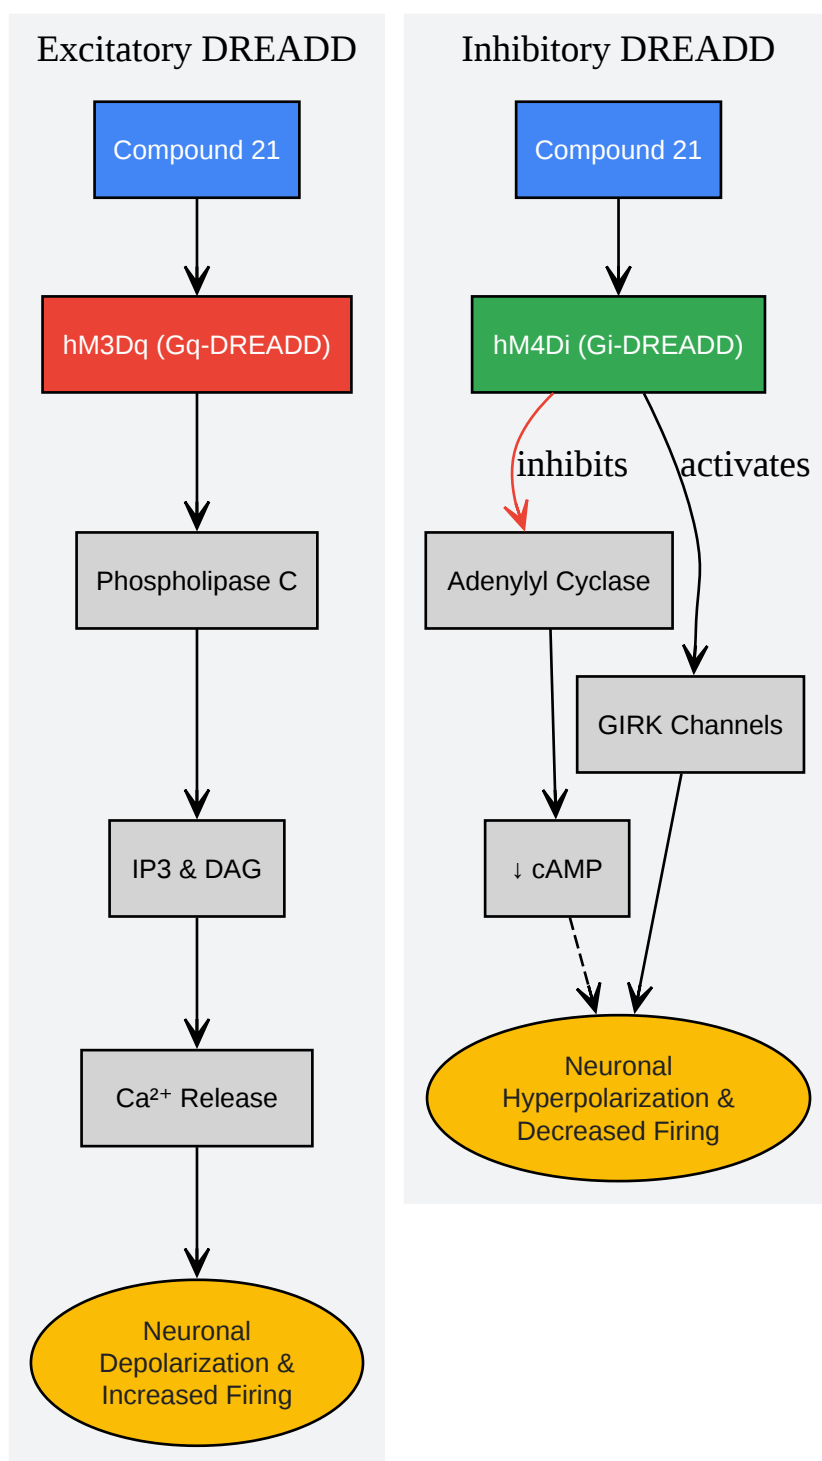 Excitatory DREADD
Compound 21
hM3Dq (Gq-DREADD)
Phospholipase C
IP3 & DAG
Ca²⁺ Release
Neuronal
Depolarization &
Increased Firing
Inhibitory DREADD
Compound 21
hM4Di (Gi-DREADD)
inhibits
activates
Adenylyl Cyclase
GIRK Channels
↓ cAMP
Neuronal
Hyperpolarization &
Decreased Firing